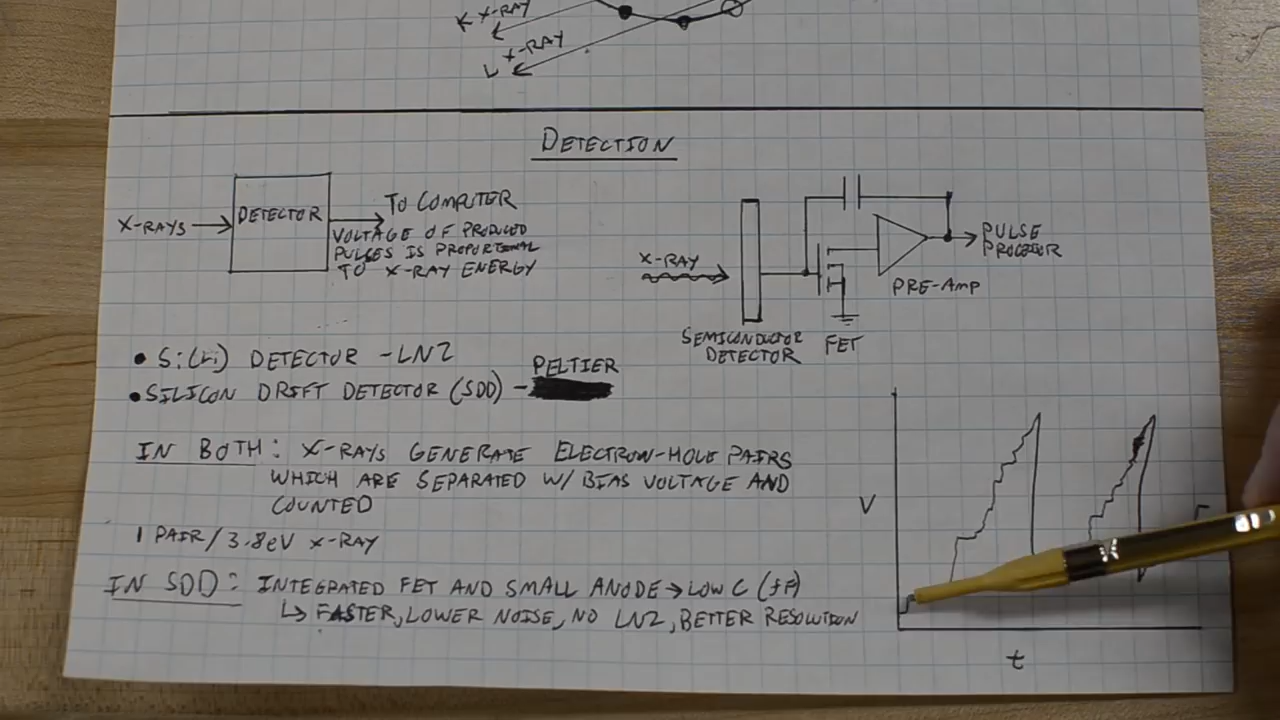 K X-RAY
L X-RAY
DETECTION
X-RAYS
DETECTOR
TO COMPUTER
VOLTAGE OF PRODUCED
PULSES IS PROPORTIONAL
TO X-RAY ENERGY
X-RAY
SEMICONDUCTOR
DETECTOR
FET
PRE-AMP
PULSE
PROCESSOR
• Si(Li) DETECTOR - LN2
PELTIER
• SILICON DRIFT DETECTOR (SDD) -
IN BOTH: X-RAYS GENERATE ELECTRON-HOLE PAIRS
WHICH ARE SEPARATED W/ BIAS VOLTAGE AND
COUNTED
1 PAIR/3.8eV X-RAY
IN SDD: INTEGRATED FET AND SMALL ANODE → LOW C (fF)
↳ FASTER, LOWER NOISE, NO LN2, BETTER RESOLUTION
V
t